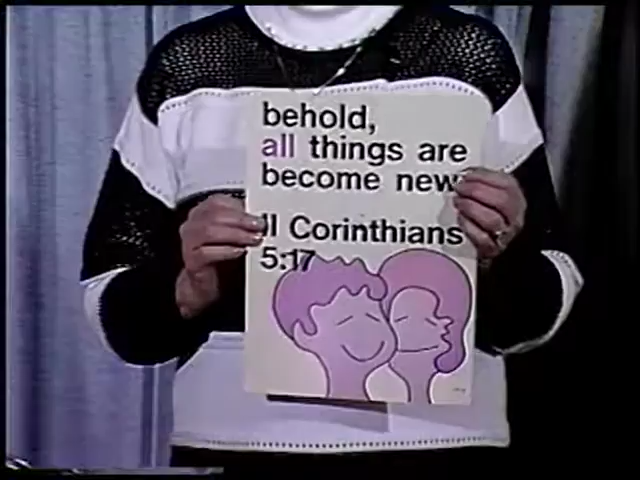 behold,
all things are
become new
II Corinthians
5:17